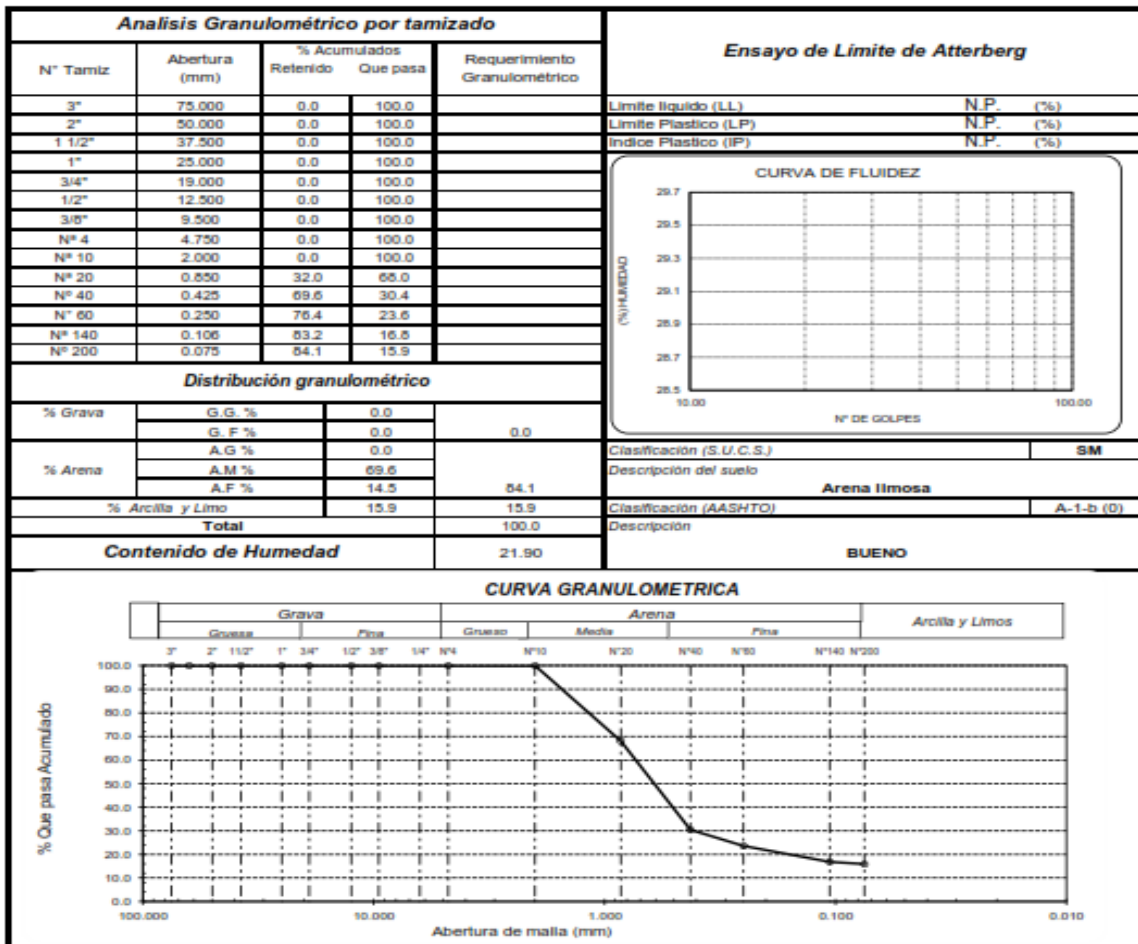 Analisis Granulométrico por tamizado
N° Tamiz Abertura (mm) % Acumulados Retenido Que pasa Requerimiento Granulométrico
3" 75.000 0.0 100.0
2" 50.000 0.0 100.0
1 1/2" 37.500 0.0 100.0
1" 25.000 0.0 100.0
3/4" 19.000 0.0 100.0
1/2" 12.500 0.0 100.0
3/8" 9.500 0.0 100.0
Nº 4 4.750 0.0 100.0
Nº 10 2.000 0.0 100.0
Nº 20 0.850 32.0 68.0
Nº 40 0.425 69.6 30.4
N° 60 0.250 76.4 23.6
Nº 140 0.106 83.2 16.8
Nº 200 0.075 84.1 15.9
Distribución granulométrico
% Grava G.G. % 0.0
G. F % 0.0 0.0
A.G % 0.0
% Arena A.M % 69.6
A.F % 14.5 84.1
% Arcilla y Limo 15.9 15.9
Total 100.0
Contenido de Humedad 21.90
Ensayo de Límite de Atterberg
Limite liquido (LL) N.P. (%)
Limite Plastico (LP) N.P. (%)
Indice Plastico (IP) N.P. (%)
CURVA DE FLUIDEZ
29.7
29.5
29.3
29.1
28.9
28.7
28.5
(%) HUMEDAD
10.00 100.00
Nº DE GOLPES
Clasificación (S.U.C.S.) SM
Descripción del suelo
Arena limosa
Clasificación (AASHTO) A-1-b (0)
Descripción
BUENO
CURVA GRANULOMETRICA
Grava Arena Arcilla y Limos
Gruesa Fina Grueso Media Fina
3" 2" 11/2" 1" 3/4" 1/2" 3/8" 1/4" N°4 N°10 N°20 N°40 N°60 N°140 N°200
100.0
90.0
80.0
70.0
60.0
50.0
40.0
30.0
20.0
10.0
0.0
% Que pasa Acumulado
100.000 10.000 1.000 0.100 0.010
Abertura de malla (mm)